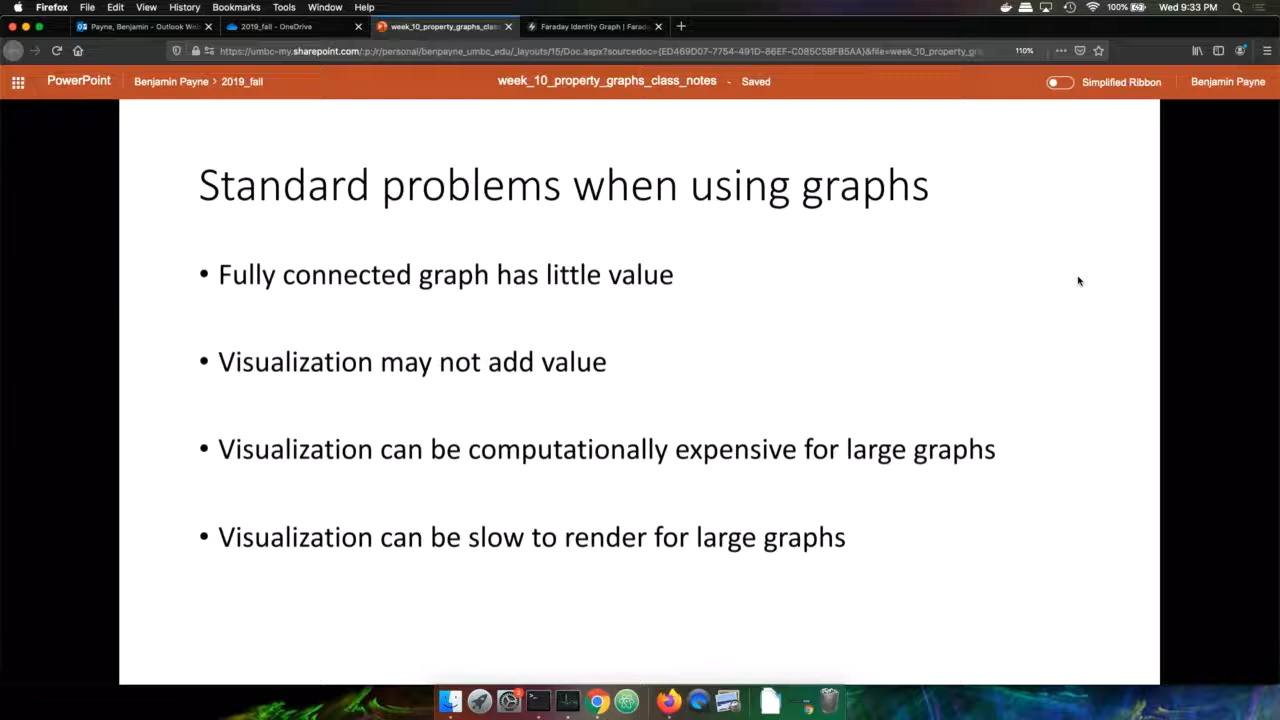 Firefox File Edit View History Bookmarks Tools Window Help 100% Wed 9:33 PM
Payne, Benjamin - Outlook We 2019_fall - OneDrive week_10_property_graphs_clas Faraday Identity Graph | Farad
https://umbc-my.sharepoint.com/:p:/r/personal/benpayne_umbc_edu/_layouts/15/Doc.aspx?sourcedoc={ED469D07-7754-491D-86EF-C085C5BFB5AA}&file=week_10_property_gr 110%
PowerPoint Benjamin Payne > 2019_fall week_10_property_graphs_class_notes - Saved Simplified Ribbon Benjamin Payne
Standard problems when using graphs
• Fully connected graph has little value
• Visualization may not add value
• Visualization can be computationally expensive for large graphs
• Visualization can be slow to render for large graphs